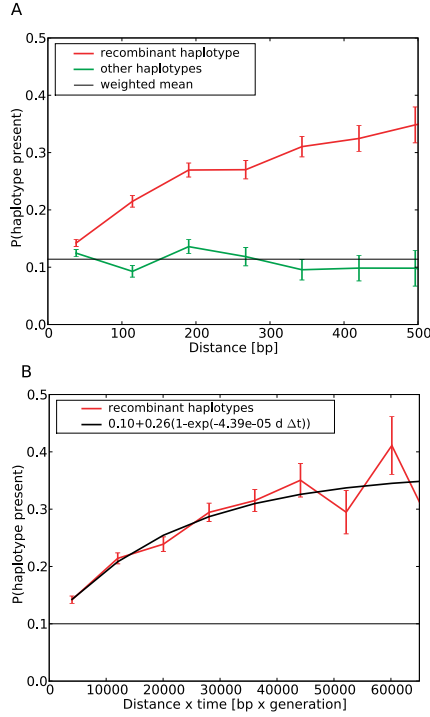 A
recombinant haplotype
other haplotypes
weighted mean
P(haplotype present)
0.5
0.4
0.3
0.2
0.1
0.0
0 100 200 300 400 500
Distance [bp]
B
recombinant haplotypes
0.10+0.26(1–exp(–4.39e–05 d Δt))
P(haplotype present)
0.5
0.4
0.3
0.2
0.1
0.0
0 10000 20000 30000 40000 50000 60000
Distance x time [bp x generation]